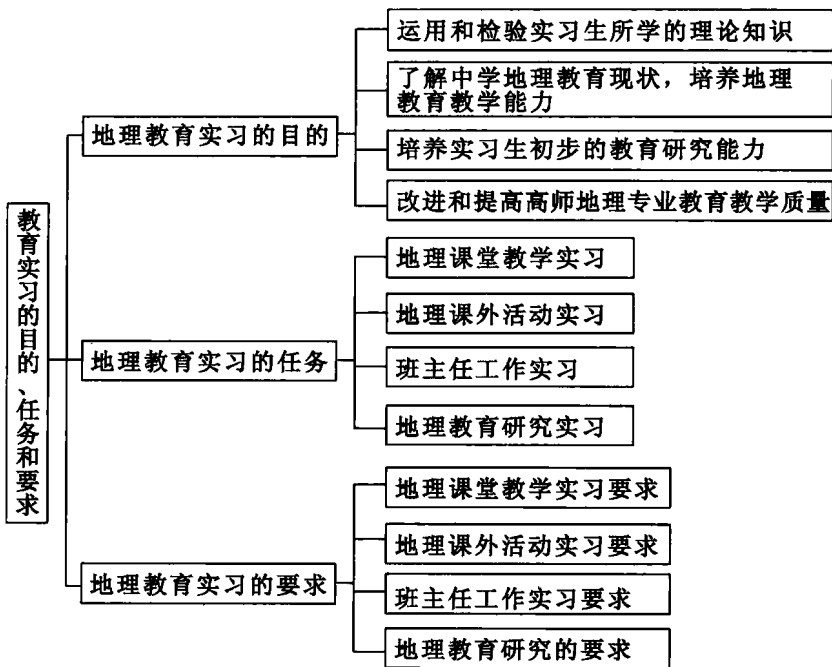 教育实习的目的、任务和要求
地理教育实习的目的
运用和检验实习生所学的理论知识
了解中学地理教育现状，培养地理
教育教学能力
培养实习生初步的教育研究能力
改进和提高高师地理专业教育教学质量
地理教育实习的任务
地理课堂教学实习
地理课外活动实习
班主任工作实习
地理教育研究实习
地理教育实习的要求
地理课堂教学实习要求
地理课外活动实习要求
班主任工作实习要求
地理教育研究的要求